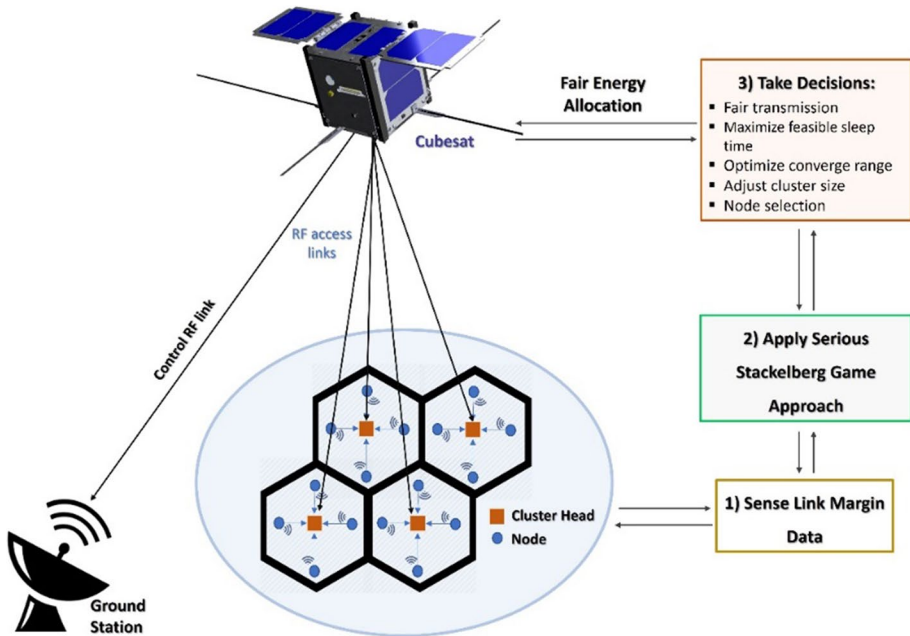 Fair Energy
Allocation
Cubesat
3) Take Decisions:
▪ Fair transmission
▪ Maximize feasible sleep
time
▪ Optimize converge range
▪ Adjust cluster size
▪ Node selection
RF access
links
Control RF link
2) Apply Serious
Stackelberg Game
Approach
1) Sense Link Margin
Data
Cluster Head
Node
Ground
Station